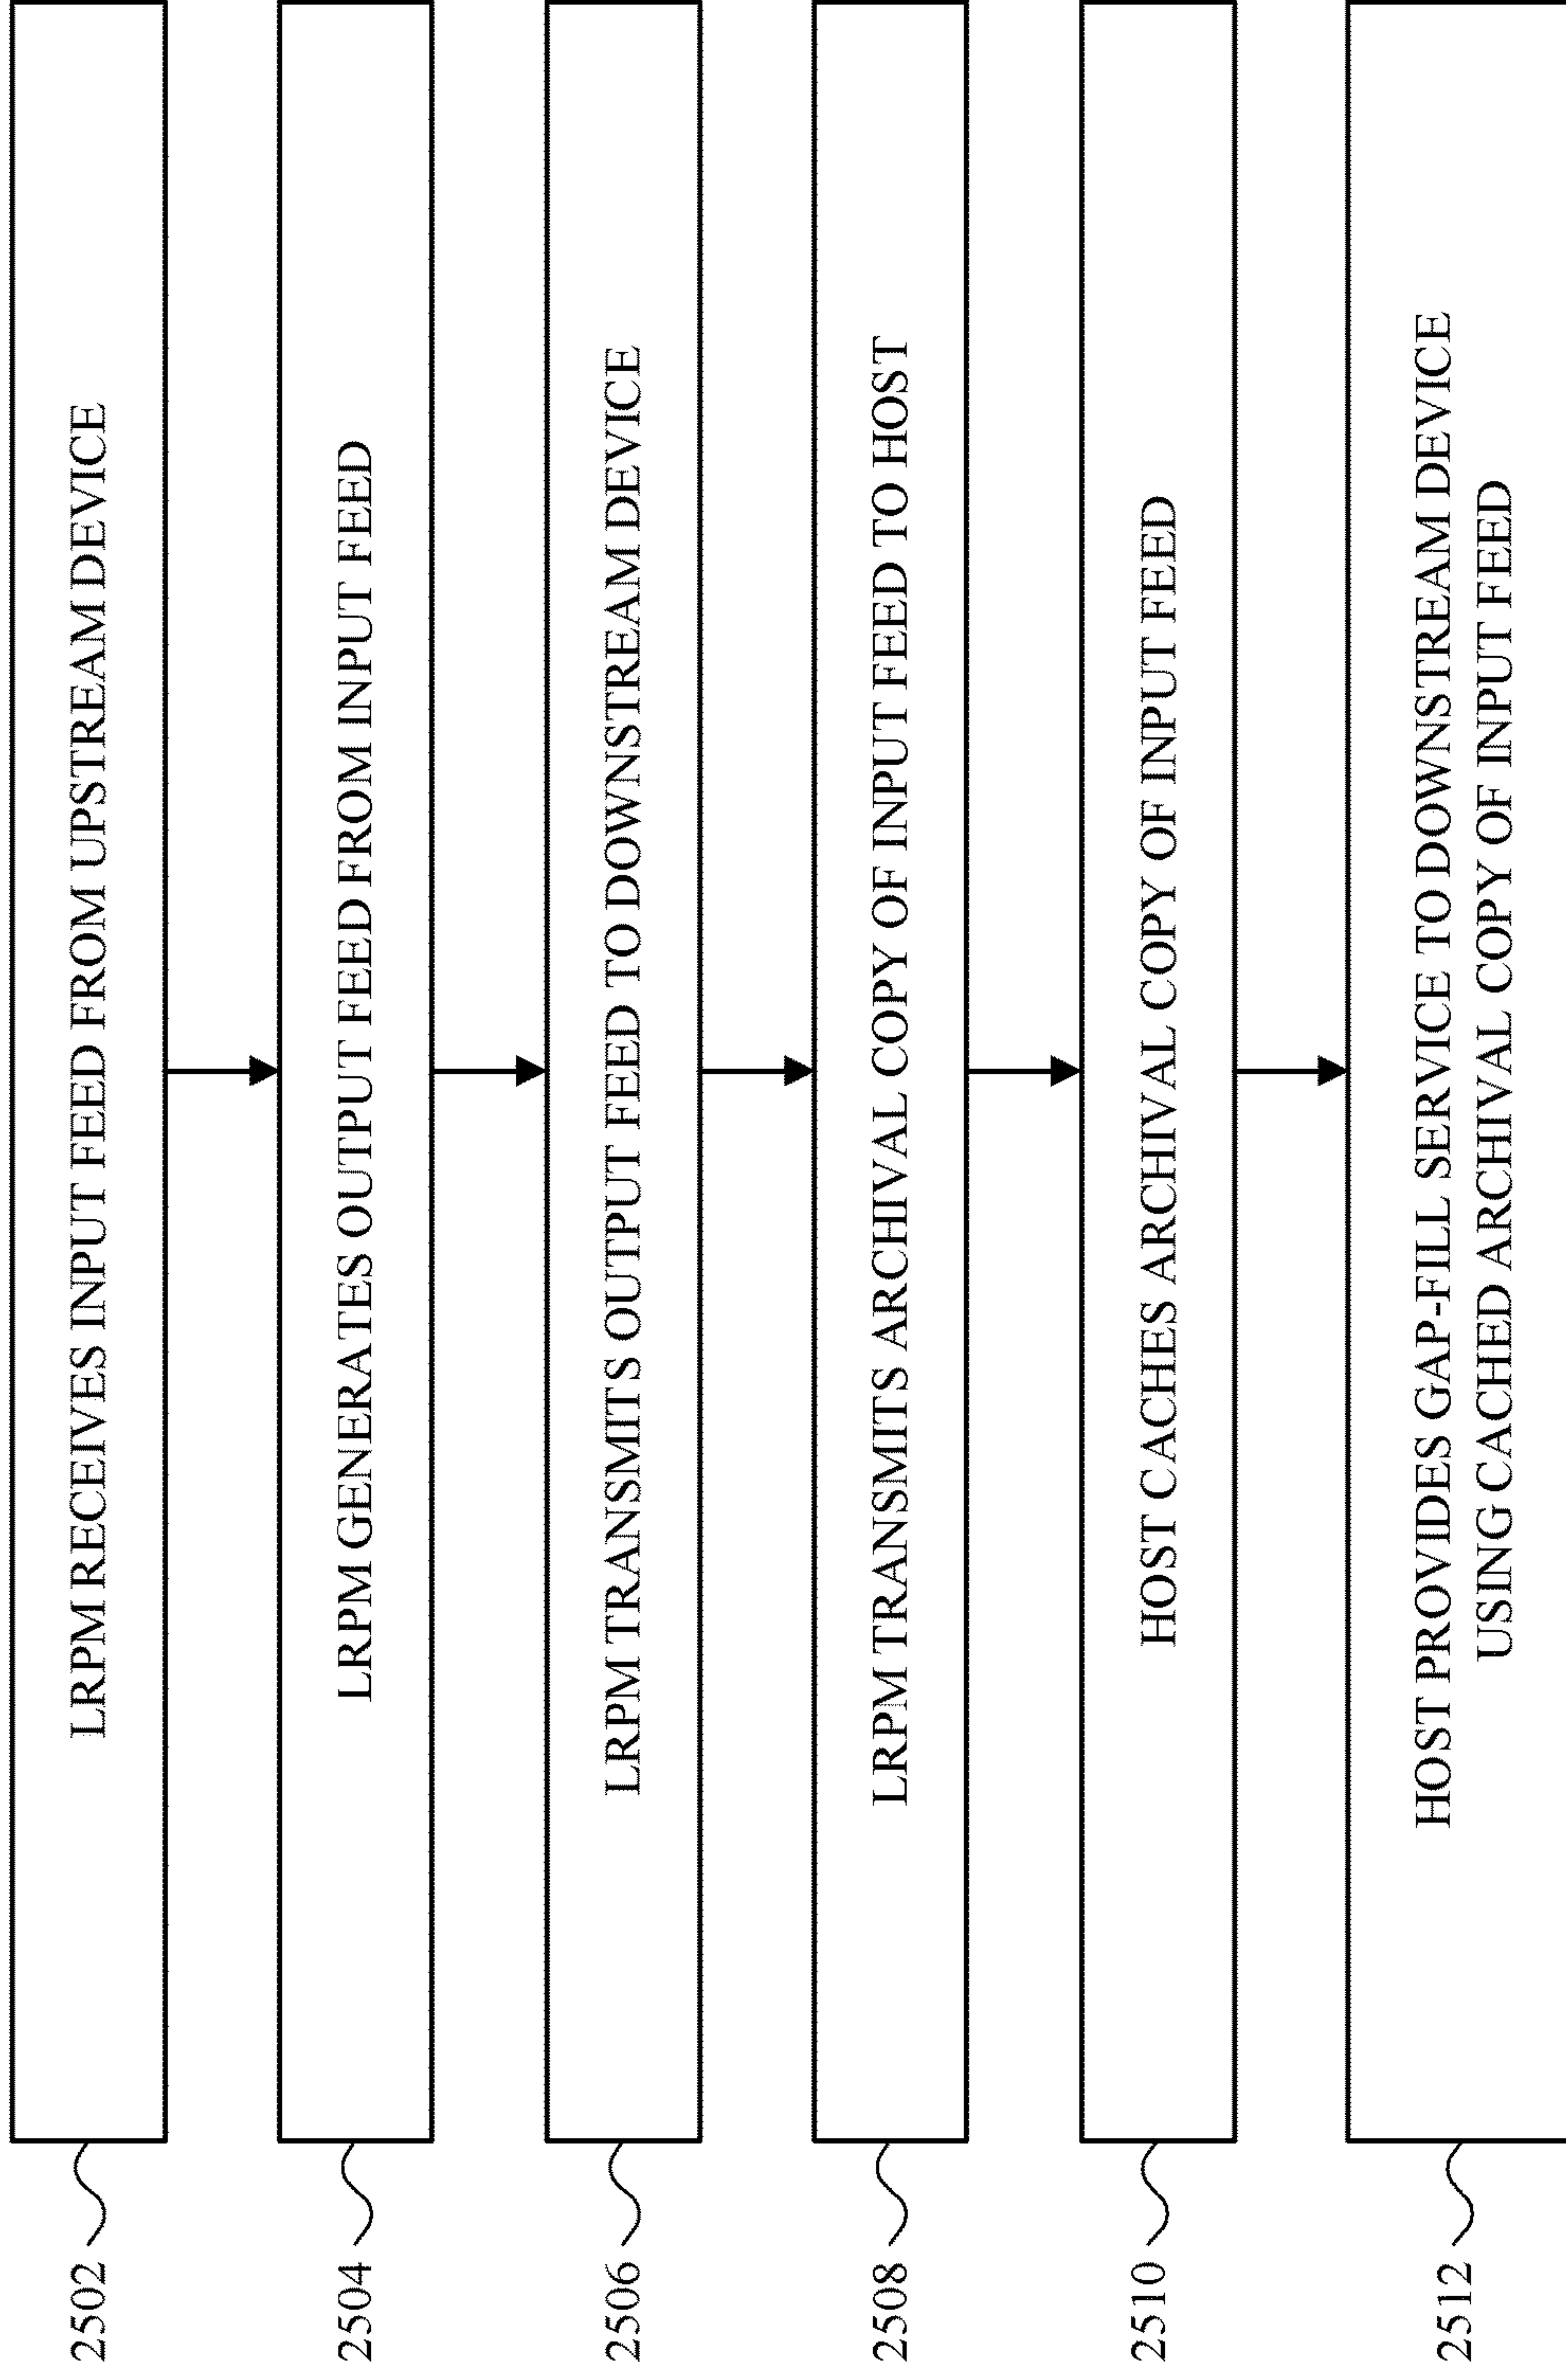 2502
LRPM RECEIVES INPUT FEED FROM UPSTREAM DEVICE
2504
LRPM GENERATES OUTPUT FEED FROM INPUT FEED
2506
LRPM TRANSMITS OUTPUT FEED TO DOWNSTREAM DEVICE
2508
LRPM TRANSMITS ARCHIVAL COPY OF INPUT FEED TO HOST
2510
HOST CACHES ARCHIVAL COPY OF INPUT FEED
2512
HOST PROVIDES GAP-FILL SERVICE TO DOWNSTREAM DEVICE
USING CACHED ARCHIVAL COPY OF INPUT FEED